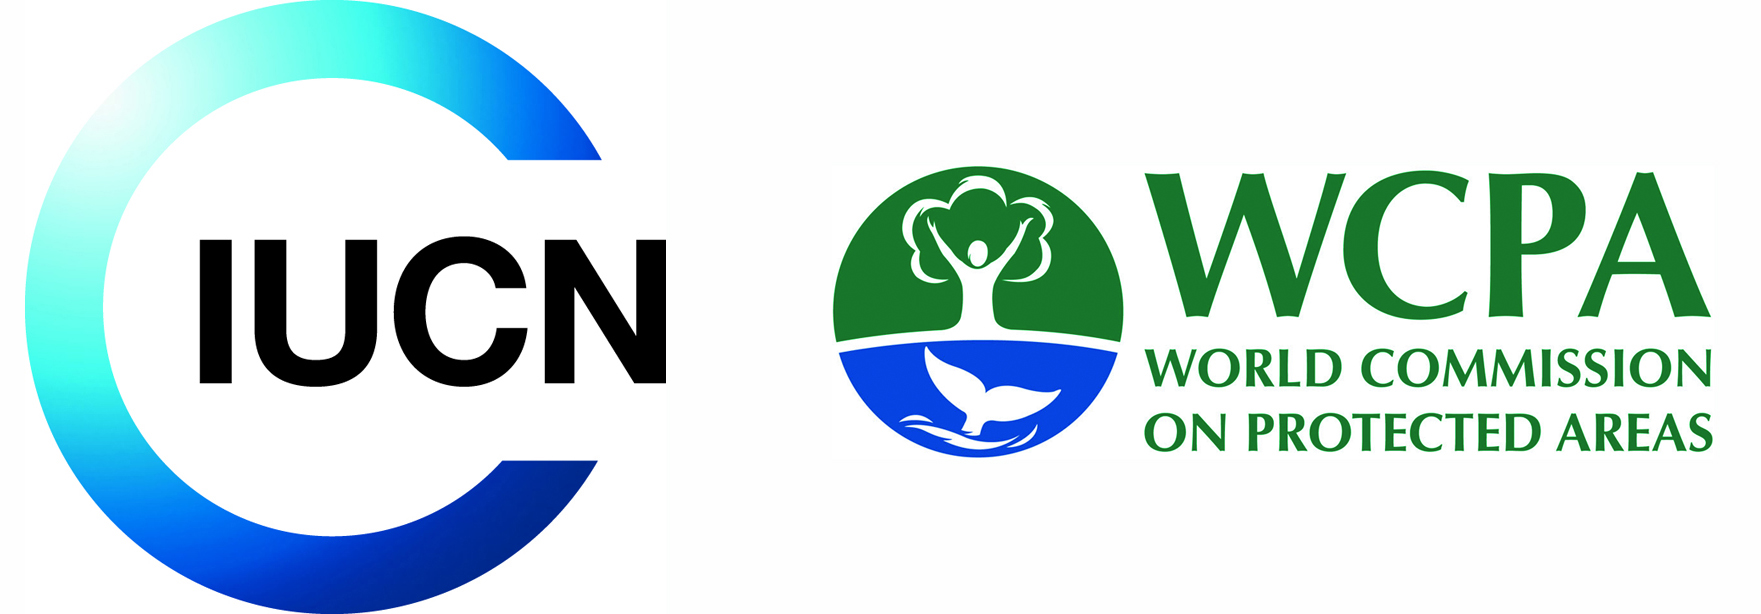 IUCN
WCPA
WORLD COMMISSION
ON PROTECTED AREAS